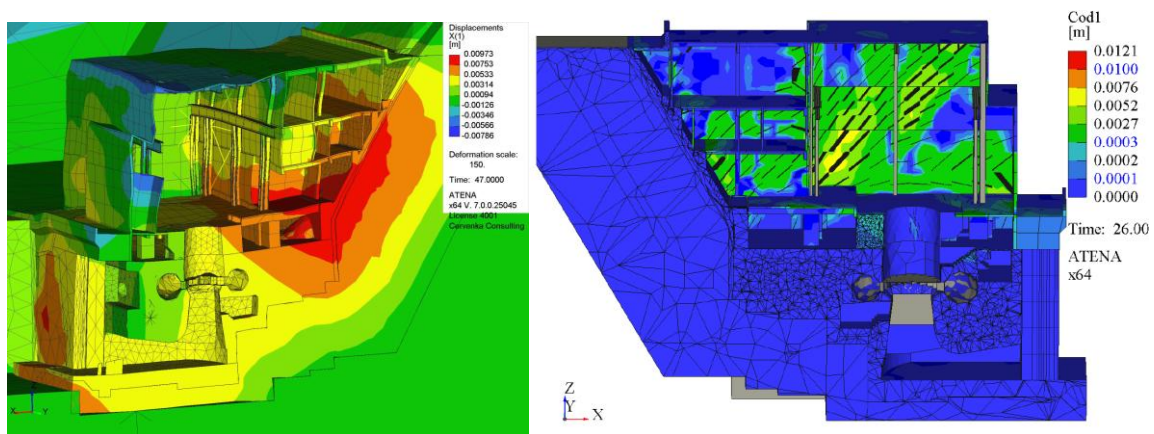 Displacements
X(1)
[m]
0.00973
0.00753
0.00533
0.00314
0.00094
-0.00126
-0.00346
-0.00566
-0.00786
Deformation scale:
150.
Time: 47.0000
ATENA
x64 V. 7.0.0.25045
License 4001
Cervenka Consulting
X
Z
Y
Cod1
[m]
0.0121
0.0100
0.0076
0.0052
0.0027
0.0003
0.0002
0.0001
0.0000
Time: 26.00
ATENA
x64
Z
Y
X